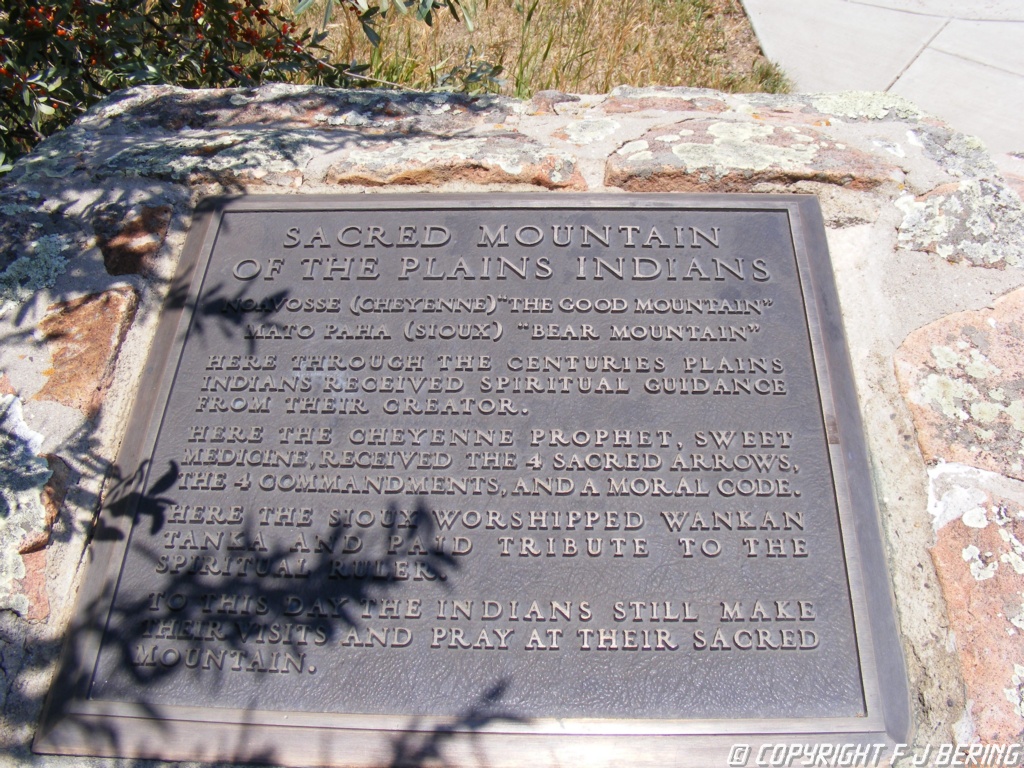 SACRED MOUNTAIN
OF THE PLAINS INDIANS
NOAVOSSE (CHEYENNE) "THE GOOD MOUNTAIN"
MATO PAHA (SIOUX) "BEAR MOUNTAIN"
HERE THROUGH THE CENTURIES PLAINS
INDIANS RECEIVED SPIRITUAL GUIDANCE
FROM THEIR CREATOR.
HERE THE CHEYENNE PROPHET, SWEET
MEDICINE, RECEIVED THE 4 SACRED ARROWS,
THE 4 COMMANDMENTS, AND A MORAL CODE.
HERE THE SIOUX WORSHIPPED WANKAN
TANKA AND PAID TRIBUTE TO THE
SPIRITUAL RULER.
TO THIS DAY THE INDIANS STILL MAKE
THEIR VISITS AND PRAY AT THEIR SACRED
MOUNTAIN.
© COPYRIGHT F J BERING